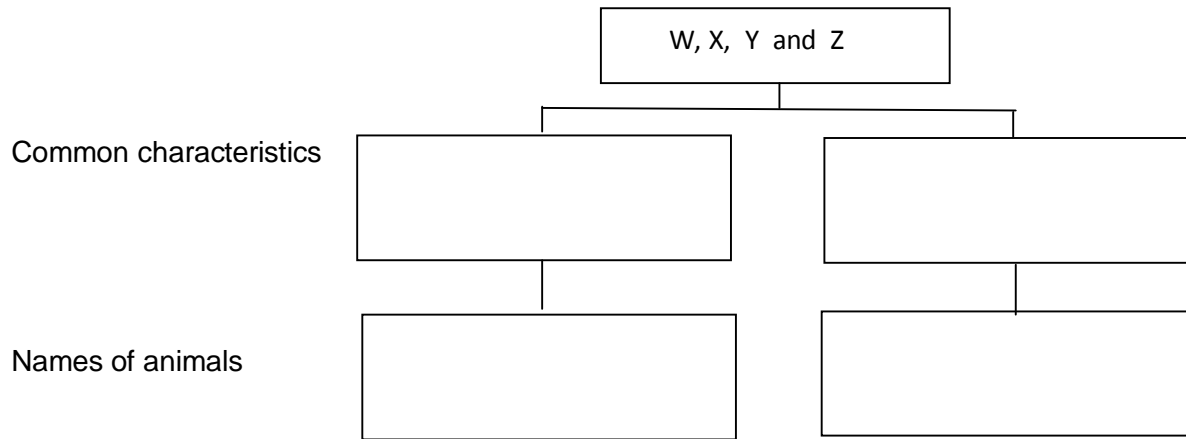 W, X, Y and Z
Common characteristics
Names of animals